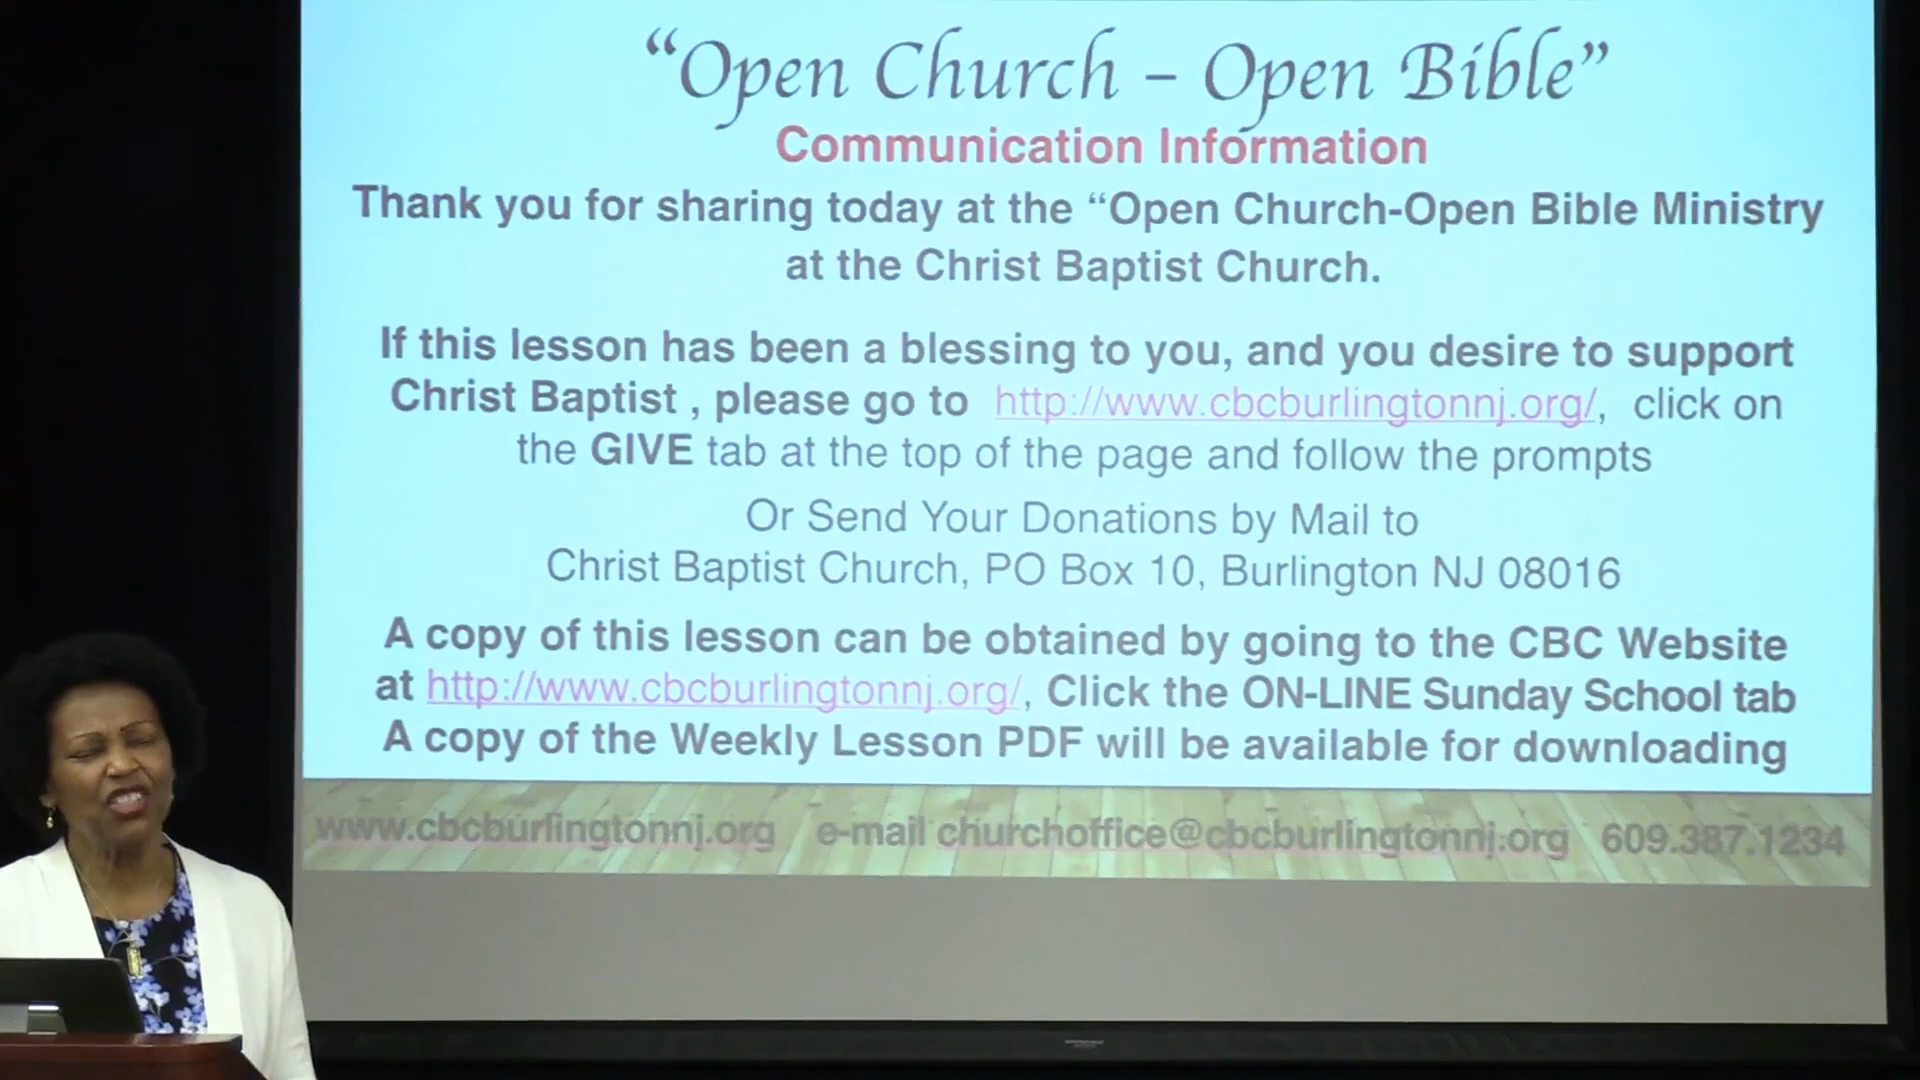 “Open Church – Open Bible”
Communication Information
Thank you for sharing today at the “Open Church-Open Bible Ministry
at the Christ Baptist Church.
If this lesson has been a blessing to you, and you desire to support
Christ Baptist , please go to http://www.cbcburlingtonnj.org/, click on
the GIVE tab at the top of the page and follow the prompts
Or Send Your Donations by Mail to
Christ Baptist Church, PO Box 10, Burlington NJ 08016
A copy of this lesson can be obtained by going to the CBC Website
at http://www.cbcburlingtonnj.org/, Click the ON-LINE Sunday School tab
A copy of the Weekly Lesson PDF will be available for downloading
www.cbcburlingtonnj.org e-mail churchoffice@cbcburlingtonnj.org 609.387.1234